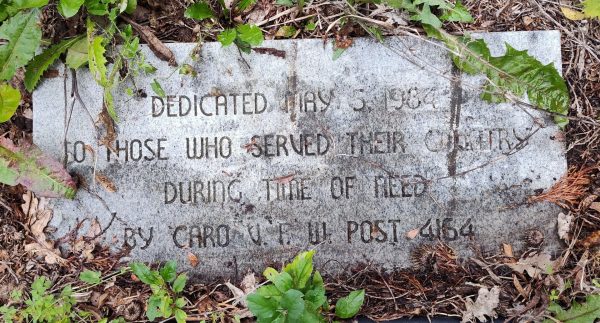 DEDICATED MAY 5, 1984
TO THOSE WHO SERVED THEIR COUNTRY
DURING TIME OF NEED
BY CARO V. F. W. POST 4164